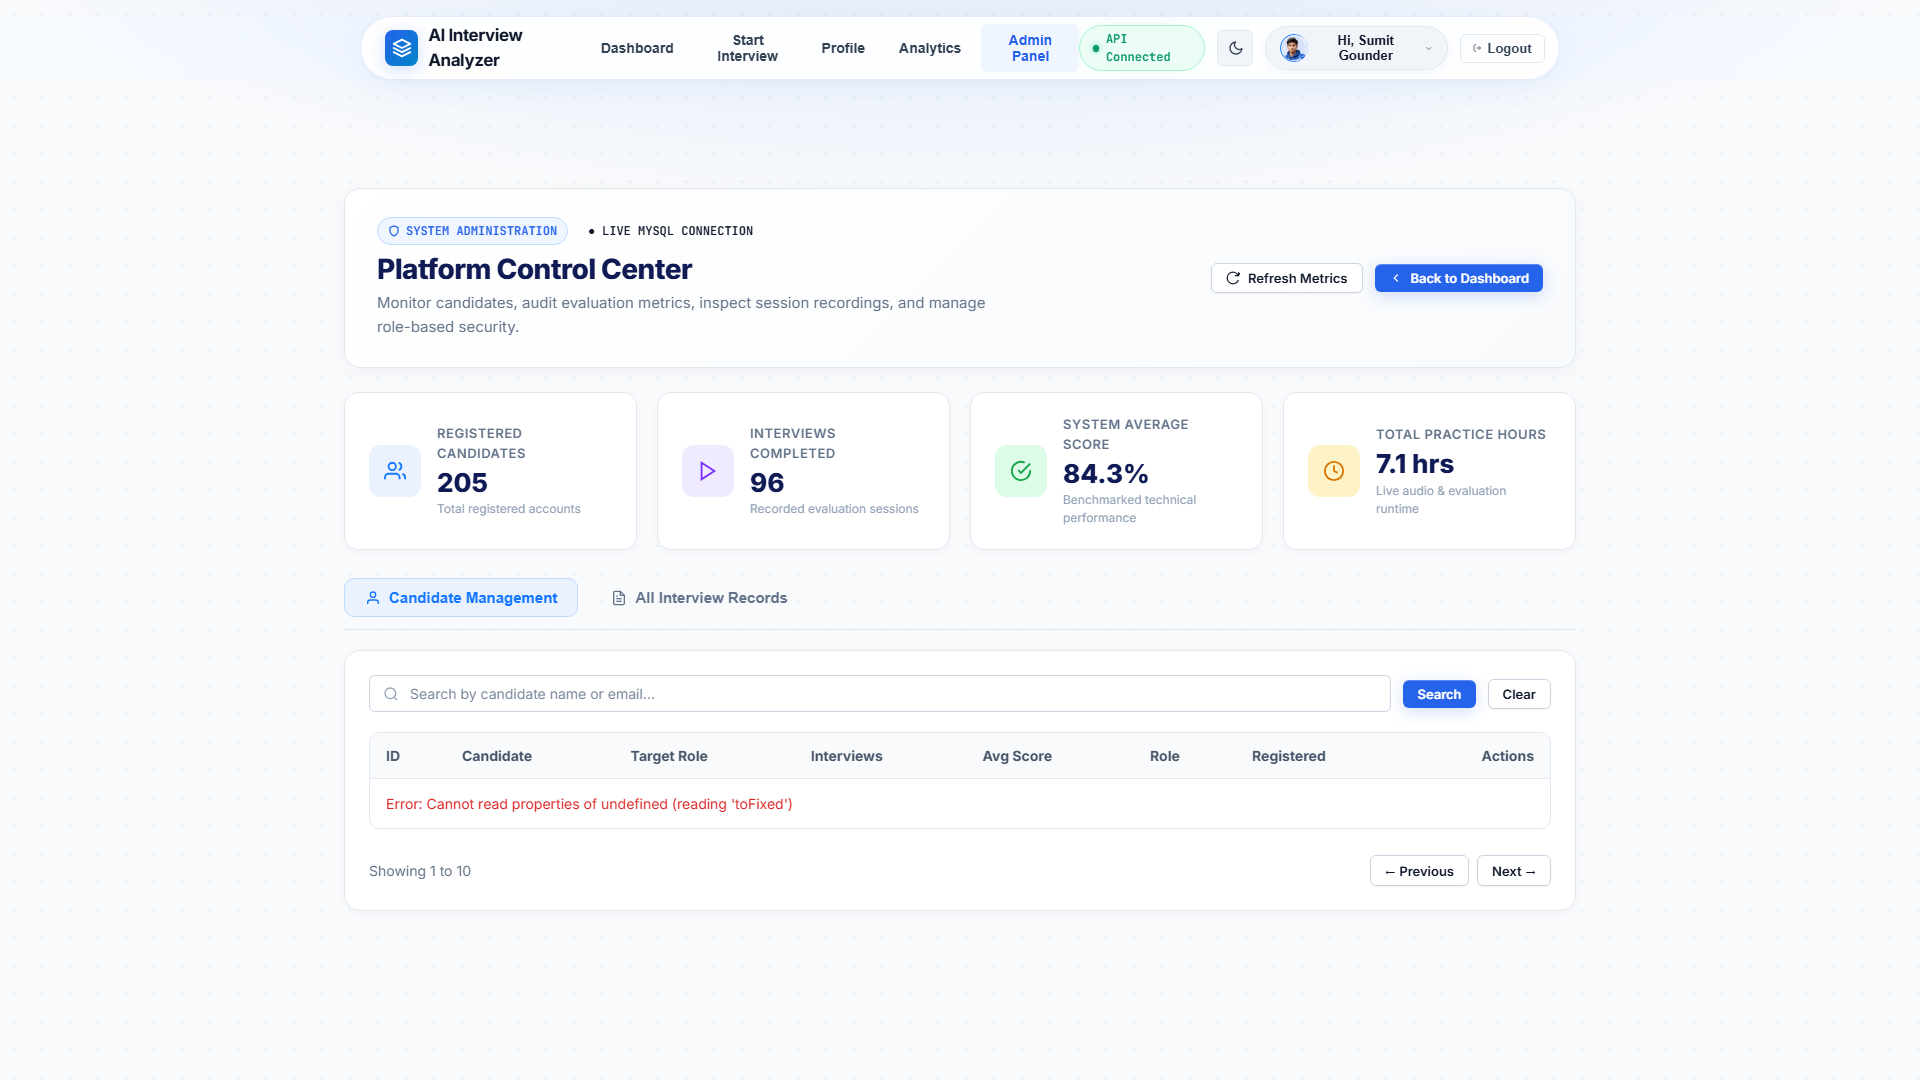 AI Interview
Analyzer
Dashboard
Start
Interview
Profile
Analytics
Admin
Panel
API
Connected
Hi, Sumit
Gounder
Logout
SYSTEM ADMINISTRATION
● LIVE MYSQL CONNECTION
Platform Control Center
Monitor candidates, audit evaluation metrics, inspect session recordings, and manage
role-based security.
Refresh Metrics
Back to Dashboard
REGISTERED
CANDIDATES
205
Total registered accounts
INTERVIEWS
COMPLETED
96
Recorded evaluation sessions
SYSTEM AVERAGE
SCORE
84.3%
Benchmarked technical
performance
TOTAL PRACTICE HOURS
7.1 hrs
Live audio & evaluation
runtime
Candidate Management
All Interview Records
Search by candidate name or email...
Search
Clear
ID Candidate Target Role Interviews Avg Score Role Registered Actions
Error: Cannot read properties of undefined (reading 'toFixed')
Showing 1 to 10
← Previous
Next →